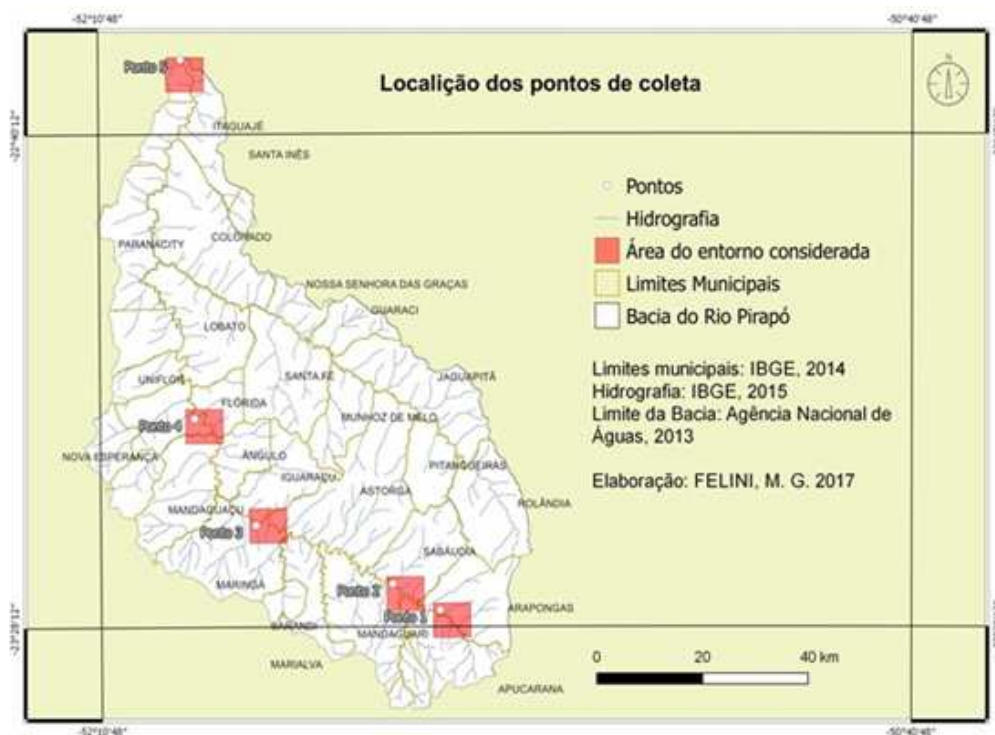 -52°10'48"
-50°40'48"
Localição dos pontos de coleta
N
Ponto 5
-22°40'12"
ITAGUAJÉ
SANTA INÊS
Pontos
Hidrografia
Área do entorno considerada
Limites Municipais
Bacia do Rio Pirapó
PARANACITY
COLORADO
NOSSA SENHORA DAS GRAÇAS
GUARACI
LOBATO
Limites municipais: IBGE, 2014
Hidrografia: IBGE, 2015
Limite da Bacia: Agência Nacional de
Águas, 2013
Elaboração: FELINI, M. G. 2017
UNIFLOR
SANTA FÉ
JAGUAPITÃ
FLÓRIDA
MUNHOZ DE MELO
Ponto 4
NOVA ESPERANÇA
ÂNGULO
PITANGUEIRAS
IGUARAÇU
ASTORGA
ROLÂNDIA
MANDAGUAÇU
Ponto 3
SABÁUDIA
MARINGÁ
Ponto 2
Ponto 1
ARAPONGAS
SARANDI
MANDAGUARI
-23°28'12"
MARIALVA
APUCARANA
0 20 40 km
-52°10'48"
-50°40'48"